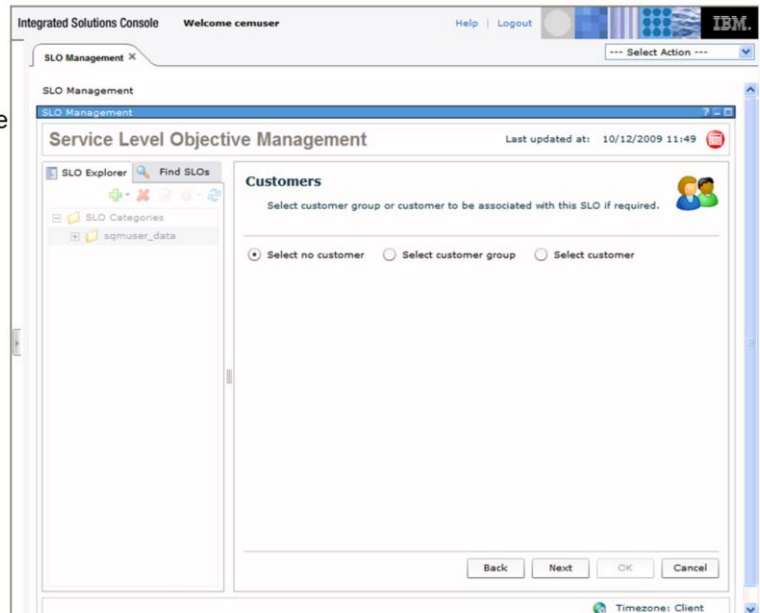 Integrated Solutions Console Welcome cemuser Help | Logout IBM.
SLO Management × --- Select Action ---
SLO Management
e
SLO Management
Service Level Objective Management Last updated at: 10/12/2009 11:49
SLO Explorer Find SLOs
Customers
Select customer group or customer to be associated with this SLO if required.
SLO Categories
sqmuser_data
Select no customer Select customer group Select customer
Back Next OK Cancel
Timezone: Client